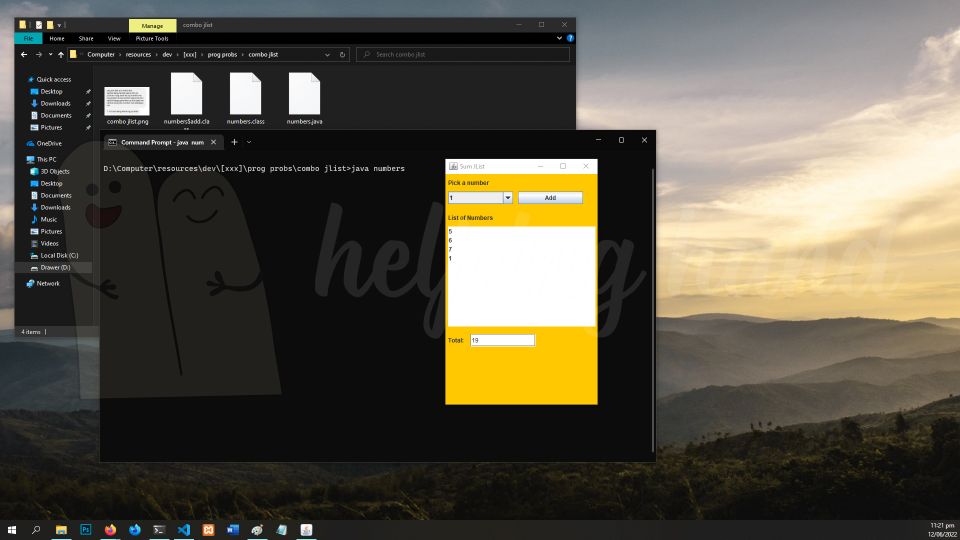 Manage
combo jlist
File
Home
Share
View
Picture Tools
Computer > resources > dev > [xxx] > prog probs > combo jlist
Search combo jlist
Quick access
Desktop
Downloads
Documents
Pictures
OneDrive
This PC
3D Objects
Desktop
Documents
Downloads
Music
Pictures
Videos
Local Disk (C:)
Drawer (D:)
Network
combo jlist.png
numbers$add.cla
numbers.class
numbers.java
4 items
Command Prompt - java num
D:\Computer\resources\dev\[xxx]\prog probs\combo jlist>java numbers
Sum JList
Pick a number
1
Add
List of Numbers
5
6
7
1
Total:
19
helping hand
11:21 pm
12/06/2022